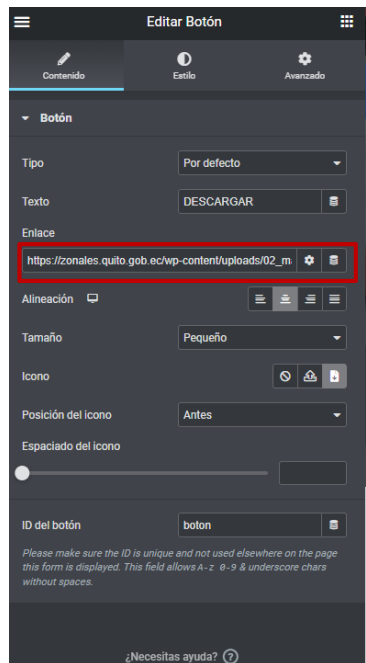 Editar Botón
Contenido
Estilo
Avanzado
Botón
Tipo
Por defecto
Texto
DESCARGAR
Enlace
https://zonales.quito.gob.ec/wp-content/uploads/02_m
Alineación
Tamaño
Pequeño
Icono
Posición del icono
Antes
Espaciado del icono
ID del botón
boton
Please make sure the ID is unique and not used elsewhere on the page
this form is displayed. This field allows A-z 0-9 & underscore chars
without spaces.
¿Necesitas ayuda? ?